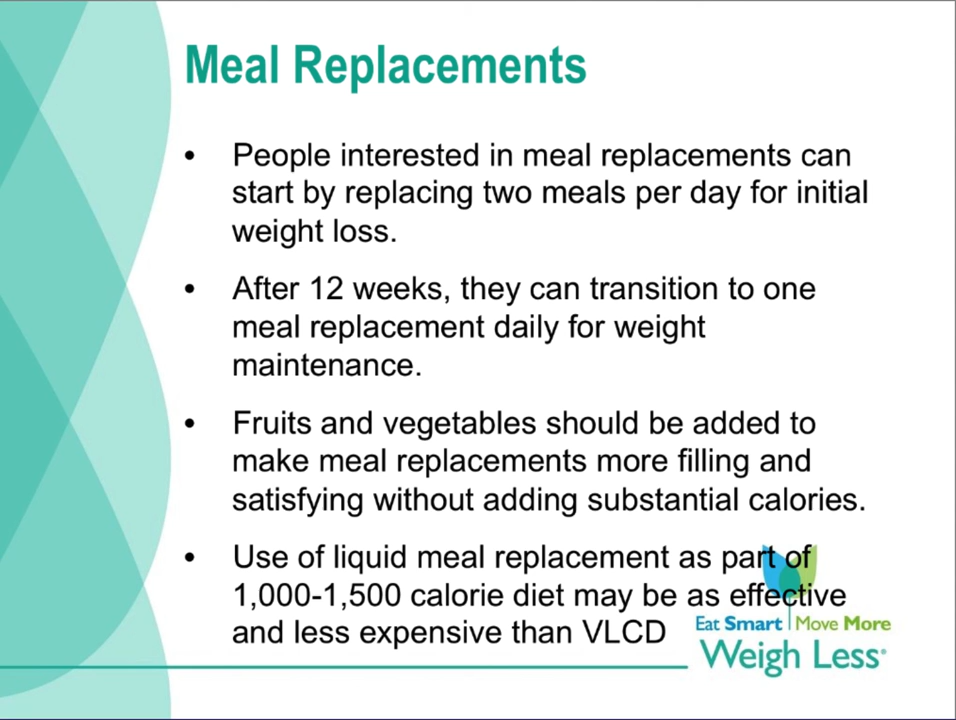 Meal Replacements
• People interested in meal replacements can
start by replacing two meals per day for initial
weight loss.
• After 12 weeks, they can transition to one
meal replacement daily for weight
maintenance.
• Fruits and vegetables should be added to
make meal replacements more filling and
satisfying without adding substantial calories.
• Use of liquid meal replacement as part of
1,000-1,500 calorie diet may be as effective
and less expensive than VLCD
Eat Smart Move More
Weigh Less®